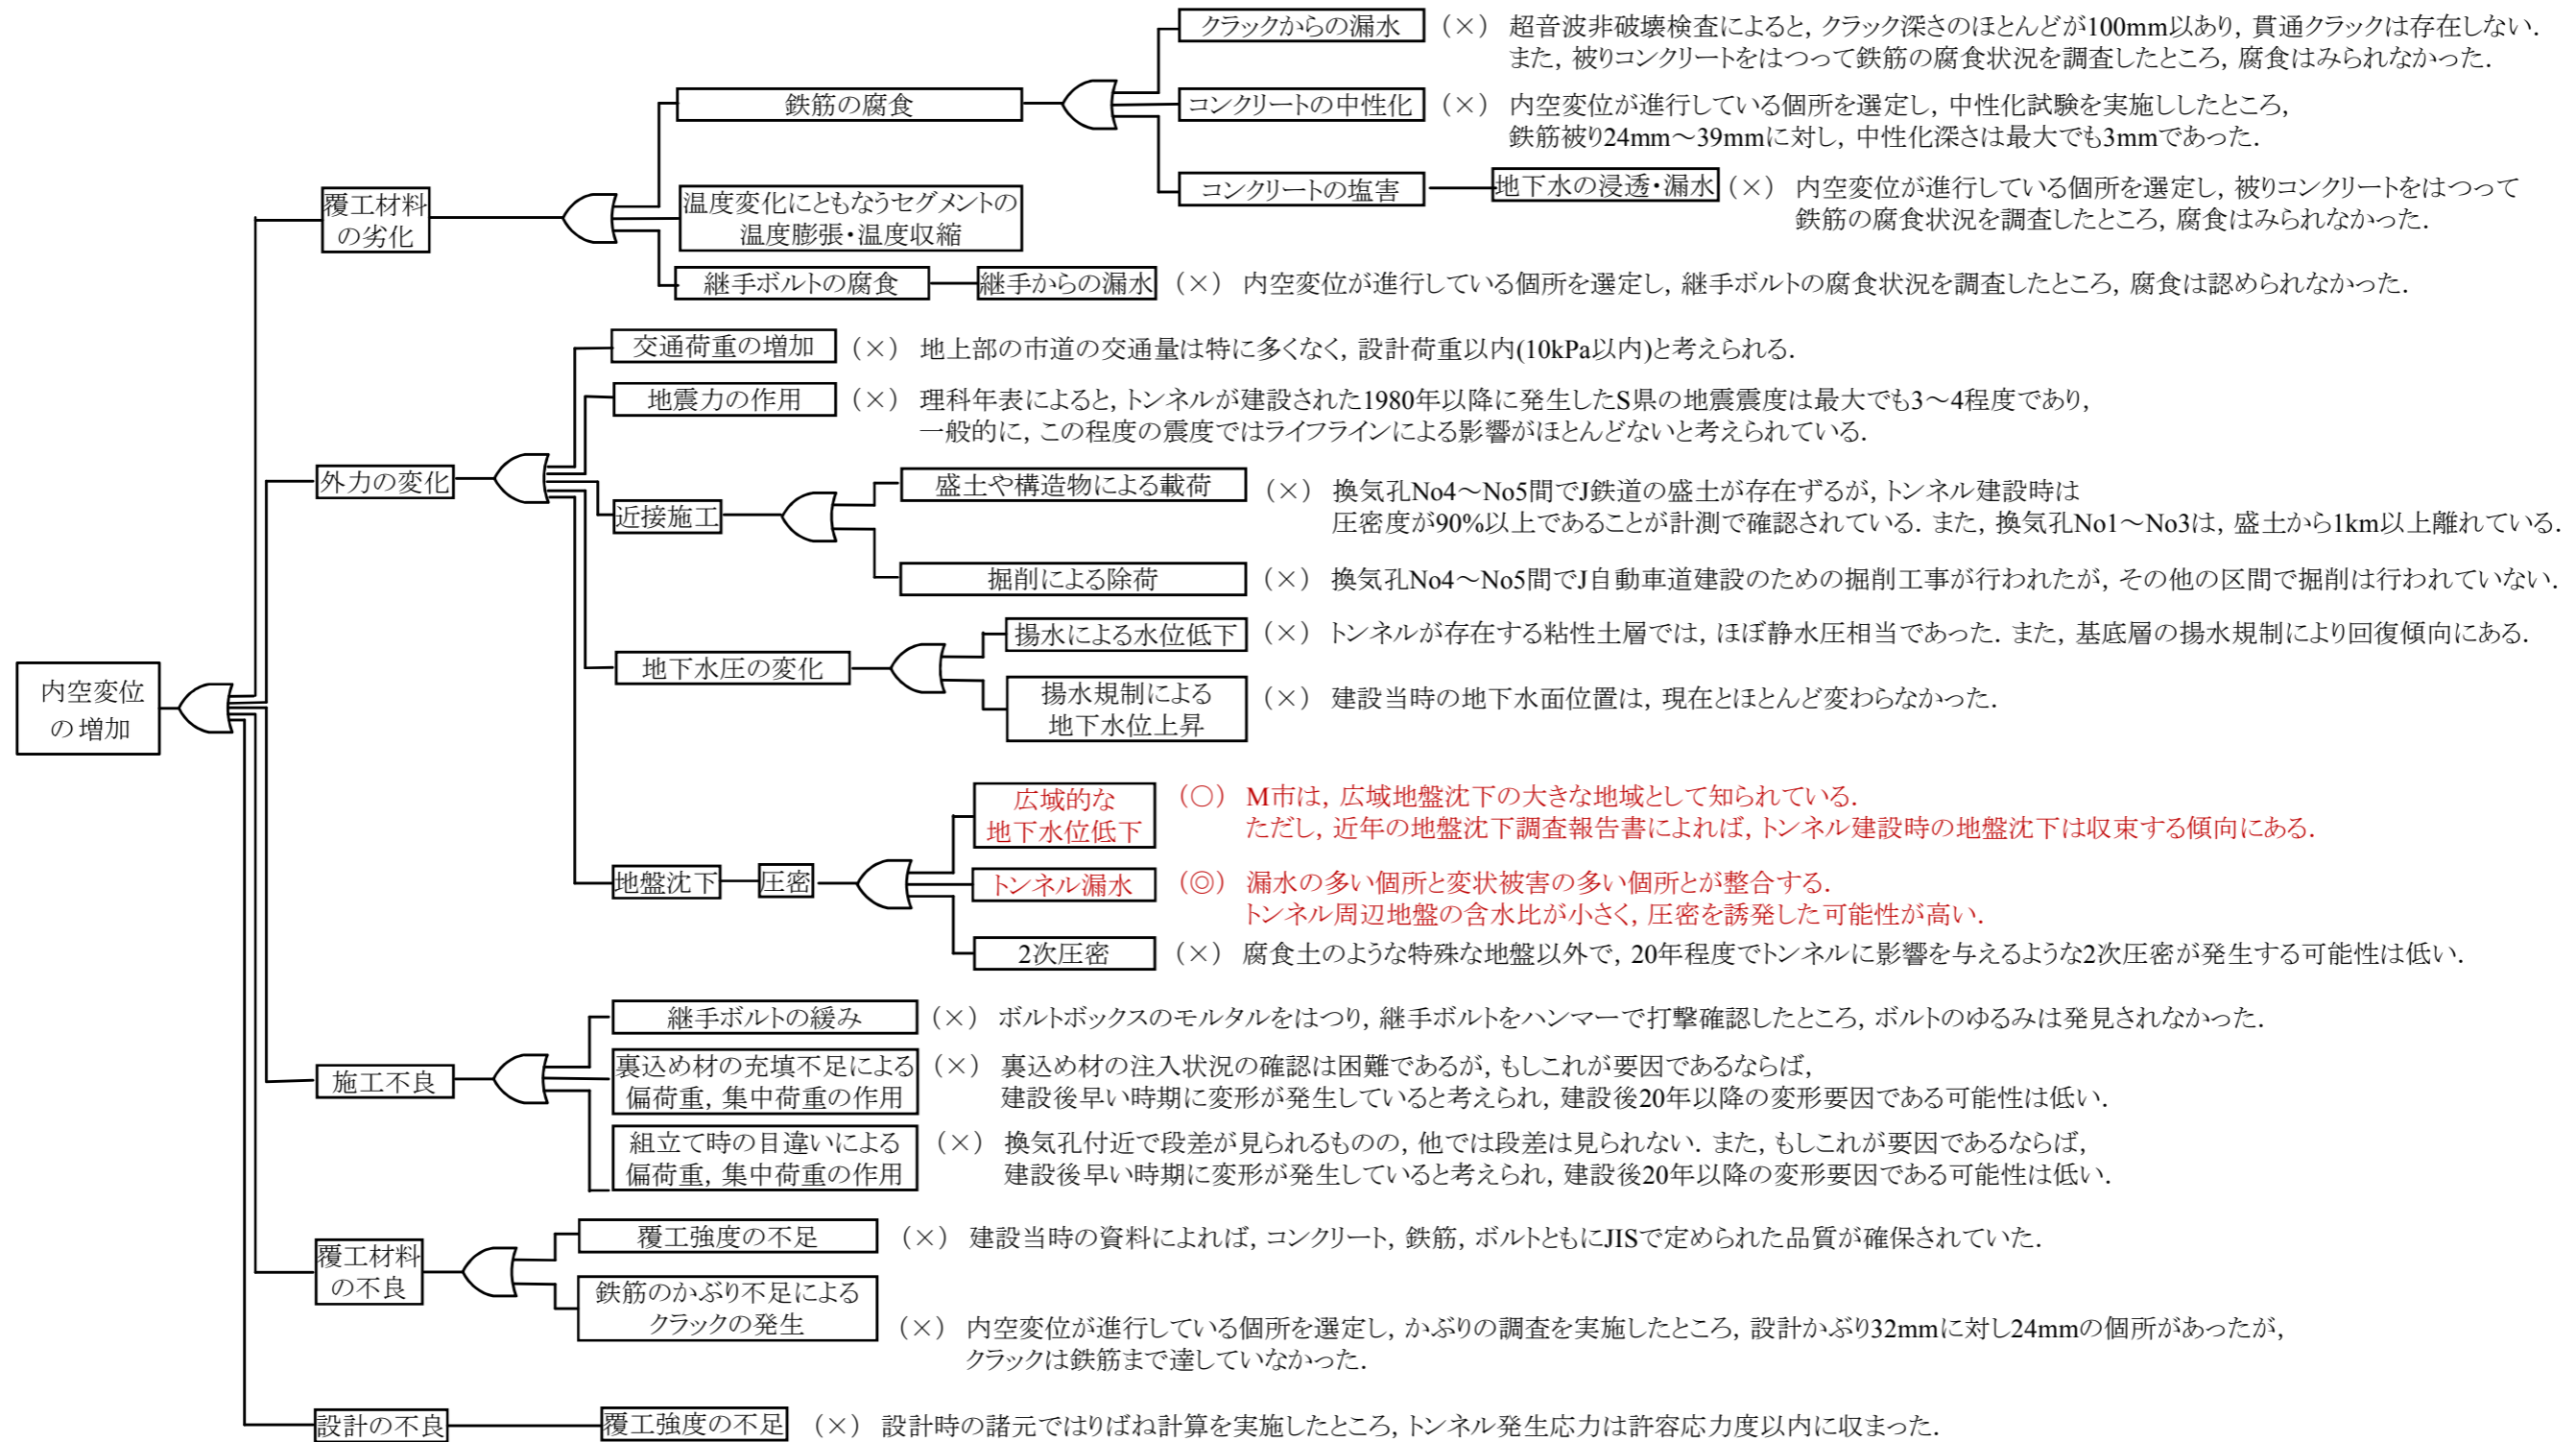 クラックからの漏水
（×） 超音波非破壊検査によると, クラック深さのほとんどが100mm以あり, 貫通クラックは存在しない.
また, 被りコンクリートをはつって鉄筋の腐食状況を調査したところ, 腐食はみられなかった.
鉄筋の腐食
コンクリートの中性化
（×） 内空変位が進行している個所を選定し, 中性化試験を実施ししたところ,
鉄筋被り24mm～39mmに対し, 中性化深さは最大でも3mmであった.
コンクリートの塩害
地下水の浸透・漏水
（×） 内空変位が進行している個所を選定し, 被りコンクリートをはつって
鉄筋の腐食状況を調査したところ, 腐食はみられなかった.
覆工材料
の劣化
温度変化にともなうセグメントの
温度膨張・温度収縮
継手ボルトの腐食
継手からの漏水
（×） 内空変位が進行している個所を選定し, 継手ボルトの腐食状況を調査したところ, 腐食は認められなかった.
交通荷重の増加
（×） 地上部の市道の交通量は特に多くなく, 設計荷重以内(10kPa以内)と考えられる.
地震力の作用
（×） 理科年表によると, トンネルが建設された1980年以降に発生したS県の地震震度は最大でも3～4程度であり,
一般的に, この程度の震度ではライフラインによる影響がほとんどないと考えられている.
外力の変化
近接施工
盛土や構造物による載荷
（×） 換気孔No4～No5間でJ鉄道の盛土が存在ずるが, トンネル建設時は
圧密度が90%以上であることが計測で確認されている. また, 換気孔No1～No3は, 盛土から1km以上離れている.
掘削による除荷
（×） 換気孔No4～No5間でJ自動車道建設のための掘削工事が行われたが, その他の区間で掘削は行われていない.
地下水圧の変化
揚水による水位低下
（×） トンネルが存在する粘性土層では, ほぼ静水圧相当であった. また, 基底層の揚水規制により回復傾向にある.
揚水規制による
地下水位上昇
（×） 建設当時の地下水面位置は, 現在とほとんど変わらなかった.
内空変位
の増加
広域的な
地下水位低下
（○） M市は, 広域地盤沈下の大きな地域として知られている.
ただし, 近年の地盤沈下調査報告書によれば, トンネル建設時の地盤沈下は収束する傾向にある.
地盤沈下
圧密
トンネル漏水
（◎） 漏水の多い個所と変状被害の多い個所とが整合する.
トンネル周辺地盤の含水比が小さく, 圧密を誘発した可能性が高い.
2次圧密
（×） 腐食土のような特殊な地盤以外で, 20年程度でトンネルに影響を与えるような2次圧密が発生する可能性は低い.
施工不良
継手ボルトの緩み
（×） ボルトボックスのモルタルをはつり, 継手ボルトをハンマーで打撃確認したところ, ボルトのゆるみは発見されなかった.
裏込め材の充填不足による
偏荷重, 集中荷重の作用
（×） 裏込め材の注入状況の確認は困難であるが, もしこれが要因であるならば,
建設後早い時期に変形が発生していると考えられ, 建設後20年以降の変形要因である可能性は低い.
組立て時の目違いによる
偏荷重, 集中荷重の作用
（×） 換気孔付近で段差が見られるものの, 他では段差は見られない. また, もしこれが要因であるならば,
建設後早い時期に変形が発生していると考えられ, 建設後20年以降の変形要因である可能性は低い.
覆工材料
の不良
覆工強度の不足
（×） 建設当時の資料によれば, コンクリート, 鉄筋, ボルトともにJISで定められた品質が確保されていた.
鉄筋のかぶり不足による
クラックの発生
（×） 内空変位が進行している個所を選定し, かぶりの調査を実施したところ, 設計かぶり32mmに対し24mmの個所があったが,
クラックは鉄筋まで達していなかった.
設計の不良
覆工強度の不足
（×） 設計時の諸元ではりばね計算を実施したところ, トンネル発生応力は許容応力度以内に収まった.